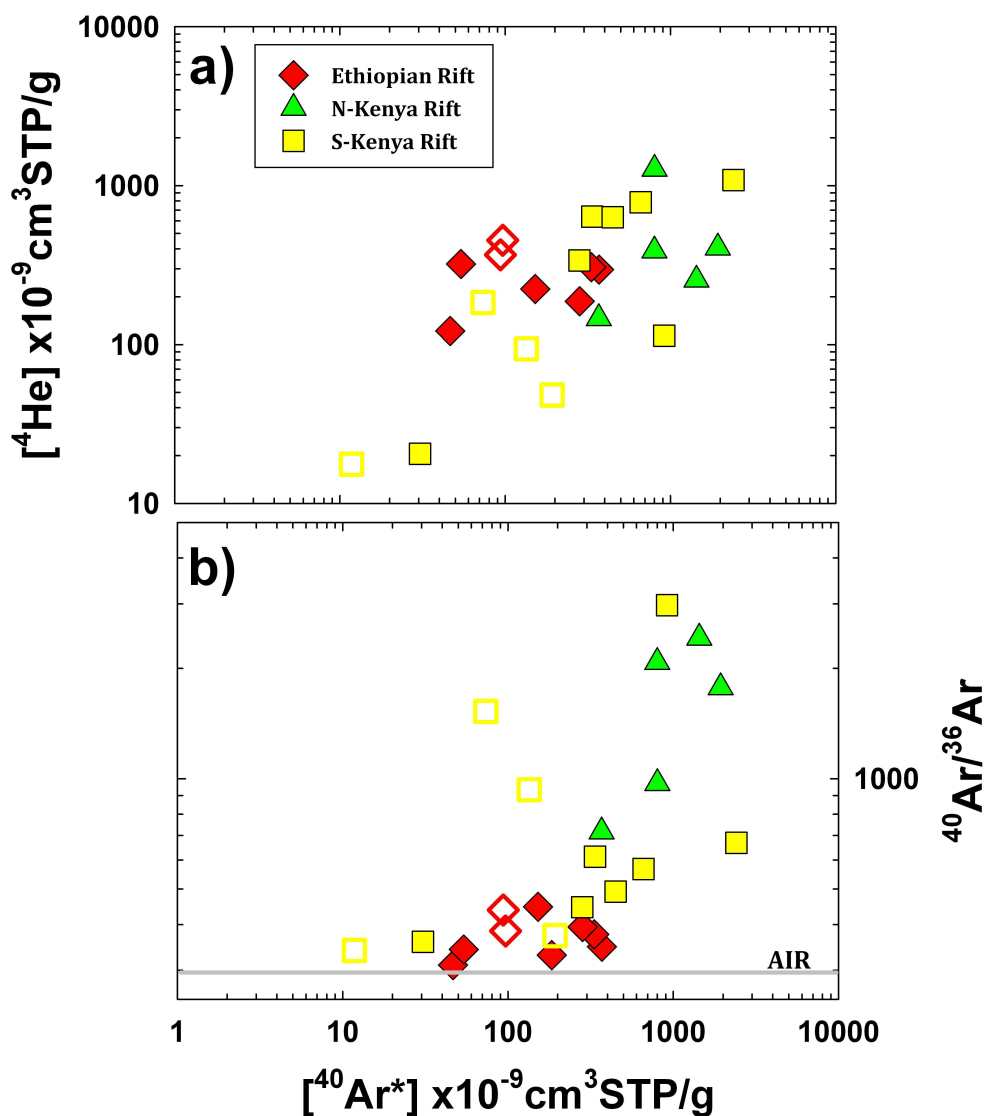 10000
a)
Ethiopian Rift
N-Kenya Rift
S-Kenya Rift
1000
[⁴He] x10⁻⁹cm³STP/g
100
10
b)
1000
⁴⁰Ar/³⁶Ar
AIR
1 10 100 1000 10000
[⁴⁰Ar*] x10⁻⁹cm³STP/g